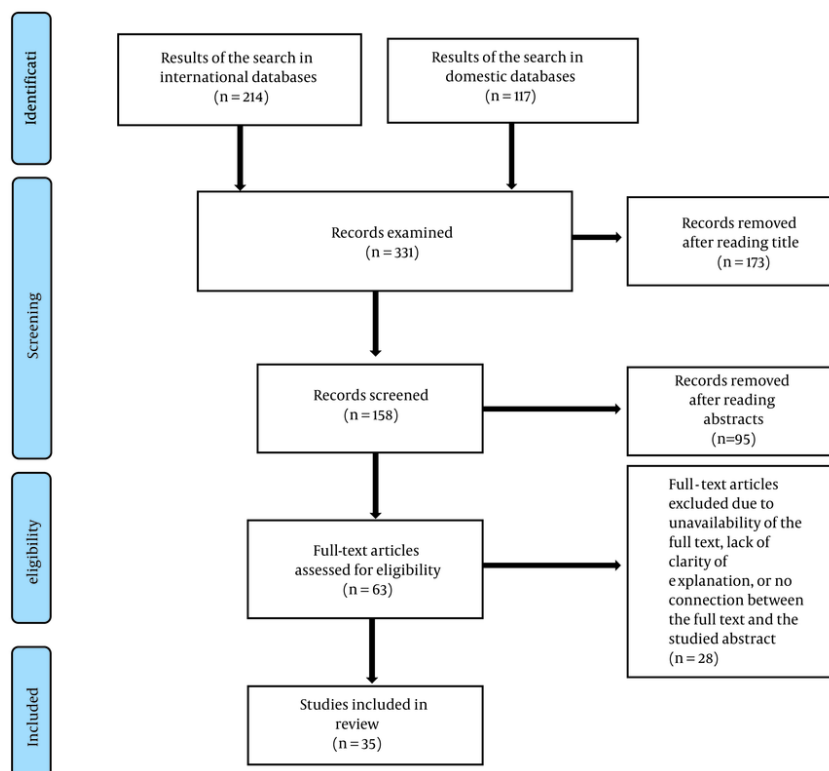 Identificati
Results of the search in
international databases
(n = 214)
Results of the search in
domestic databases
(n = 117)
Screening
Records examined
(n = 331)
Records removed
after reading title
(n = 173)
Records screened
(n = 158)
Records removed
after reading
abstracts
(n=95)
eligibility
Full-text articles
assessed for eligibility
(n = 63)
Full-text articles
excluded due to
unavailability of the
full text, lack of
clarity of
explanation, or no
connection between
the full text and the
studied abstract
(n = 28)
Included
Studies included in
review
(n = 35)